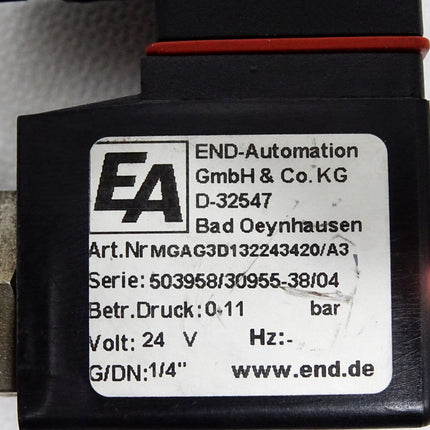 EA
END-Automation
GmbH & Co. KG
D-32547
Bad Oeynhausen
Art.Nr MGAG3D132243420/A3
Serie: 503958/30955-38/04
Betr.Druck: 0-11 bar
Volt: 24 V Hz:-
G/DN: 1/4" www.end.de